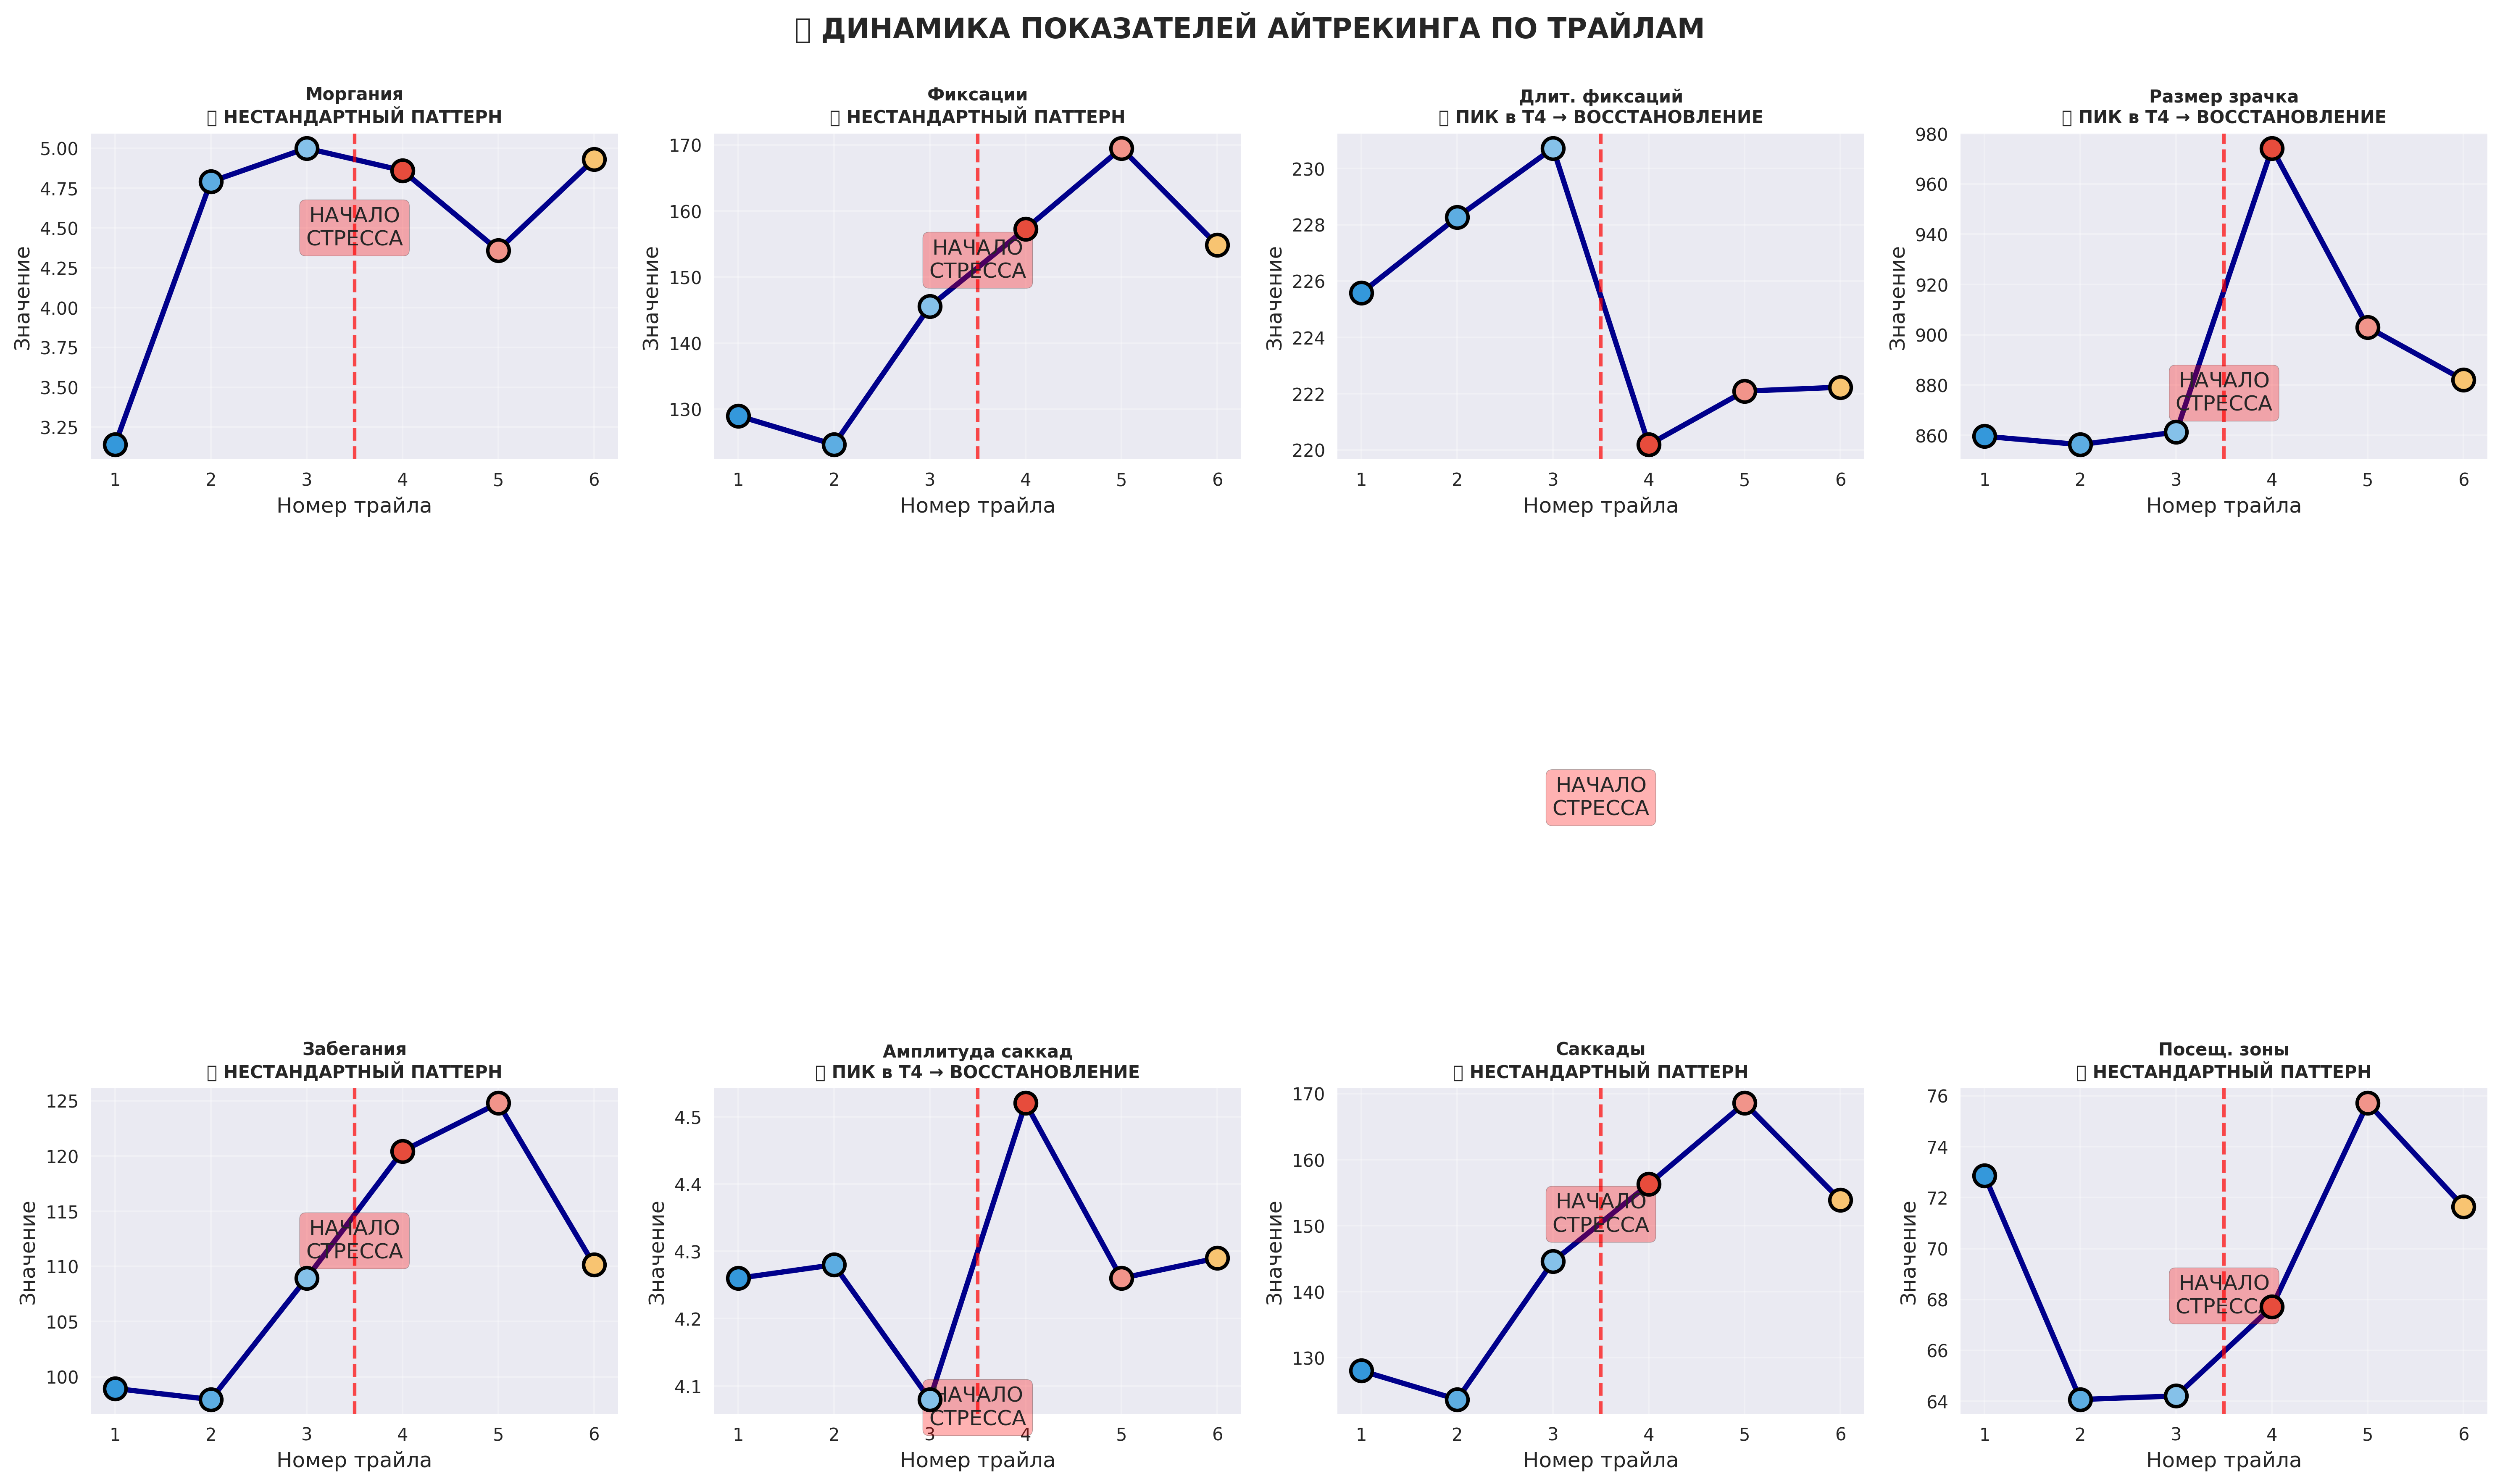 ▯ ДИНАМИКА ПОКАЗАТЕЛЕЙ АЙТРЕКИНГА ПО ТРАЙЛАМ
Моргания
▯ НЕСТАНДАРТНЫЙ ПАТТЕРН
5.00
4.75
4.50
4.25
4.00
3.75
3.50
3.25
Значение
НАЧАЛО
СТРЕССА
1 2 3 4 5 6
Номер трайла
Фиксации
▯ НЕСТАНДАРТНЫЙ ПАТТЕРН
170
160
150
140
130
Значение
НАЧАЛО
СТРЕССА
1 2 3 4 5 6
Номер трайла
Длит. фиксаций
▯ ПИК в Т4 → ВОССТАНОВЛЕНИЕ
230
228
226
224
222
220
Значение
1 2 3 4 5 6
Номер трайла
НАЧАЛО
СТРЕССА
Размер зрачка
▯ ПИК в Т4 → ВОССТАНОВЛЕНИЕ
980
960
940
920
900
880
860
Значение
НАЧАЛО
СТРЕССА
1 2 3 4 5 6
Номер трайла
Забегания
▯ НЕСТАНДАРТНЫЙ ПАТТЕРН
125
120
115
110
105
100
Значение
НАЧАЛО
СТРЕССА
1 2 3 4 5 6
Номер трайла
Амплитуда саккад
▯ ПИК в Т4 → ВОССТАНОВЛЕНИЕ
4.5
4.4
4.3
4.2
4.1
Значение
НАЧАЛО
СТРЕССА
1 2 3 4 5 6
Номер трайла
Саккады
▯ НЕСТАНДАРТНЫЙ ПАТТЕРН
170
160
150
140
130
Значение
НАЧАЛО
СТРЕССА
1 2 3 4 5 6
Номер трайла
Посещ. зоны
▯ НЕСТАНДАРТНЫЙ ПАТТЕРН
76
74
72
70
68
66
64
Значение
НАЧАЛО
СТРЕССА
1 2 3 4 5 6
Номер трайла